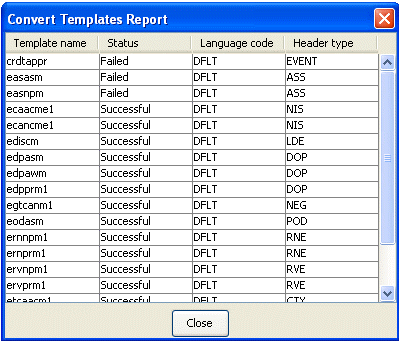 Convert Templates Report
Template name Status Language code Header type
crdtappr Failed DFLT EVENT
easasm Failed DFLT ASS
easnpm Failed DFLT ASS
ecaacme1 Successful DFLT NIS
ecancme1 Successful DFLT NIS
ediscm Successful DFLT LDE
edpasm Successful DFLT DOP
edpawm Successful DFLT DOP
edpprm1 Successful DFLT DOP
egtcanm1 Successful DFLT NEG
eodasm Successful DFLT POD
ernnpm1 Successful DFLT RNE
ernprm1 Successful DFLT RNE
ervnpm1 Successful DFLT RVE
ervprm1 Successful DFLT RVE
etcaacm1 Successful DFLT CTX
Close